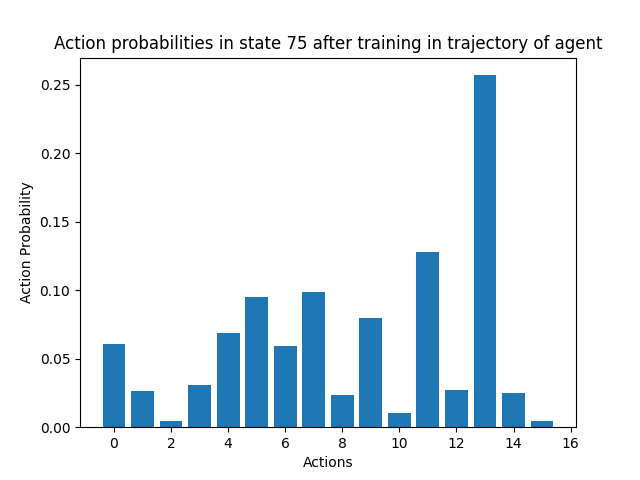 Action probabilities in state 75 after training in trajectory of agent
0.25
0.20
0.15
0.10
0.05
0.00
Action Probability
0 2 4 6 8 10 12 14 16
Actions